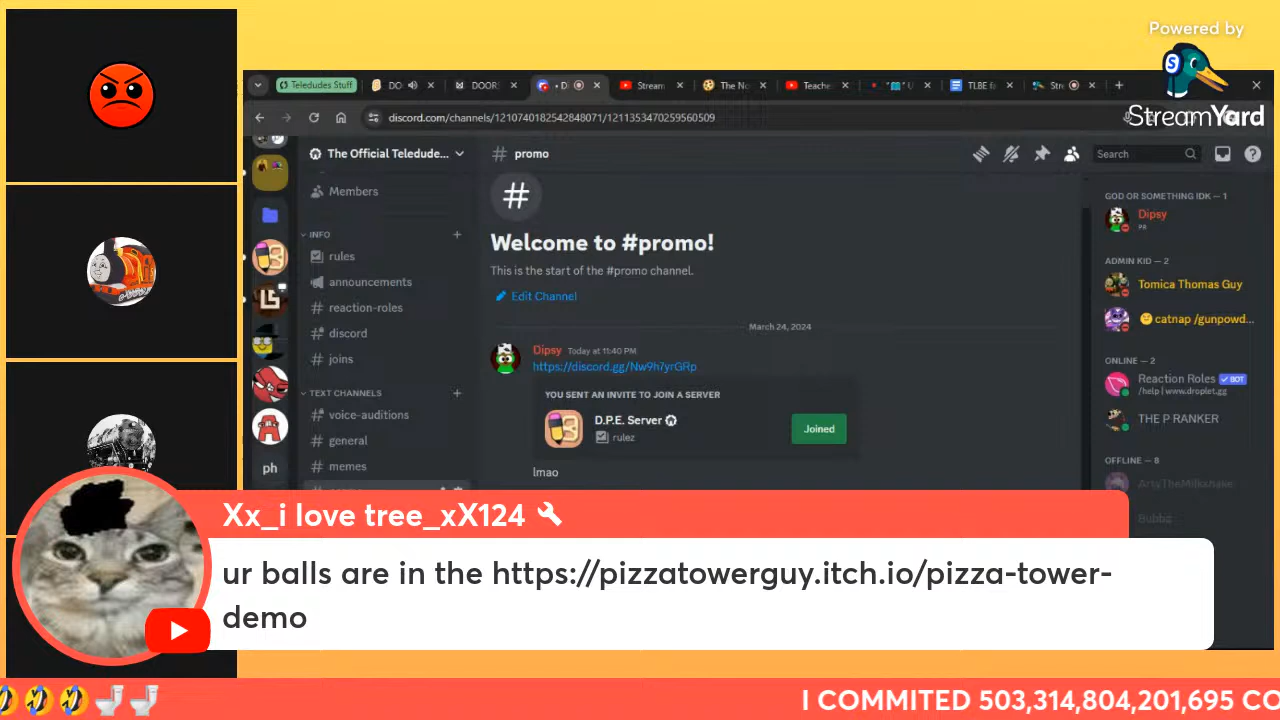 Powered by
StreamYard
Teledudes Stuff
DO
DOOR
D
Stream
The No
Teache
U
TLBE f
Stre
discord.com/channels/1210740182542848071/1211353470259560509
The Official Teledude...
# promo
Search
Members
INFO
rules
announcements
reaction-roles
discord
joins
TEXT CHANNELS
voice-auditions
general
memes
ph
#
Welcome to #promo!
This is the start of the #promo channel.
Edit Channel
March 24, 2024
Dipsy Today at 11:40 PM
https://discord.gg/Nw9h7yrGRp
YOU SENT AN INVITE TO JOIN A SERVER
D.P.E. Server
rulez
Joined
lmao
GOD OR SOMETHING IDK — 1
Dipsy
98
ADMIN KID — 2
Tomica Thomas Guy
catnap /gunpowd...
ONLINE — 2
Reaction Roles BOT
/help | www.droplet.gg
THE P RANKER
OFFLINE — 8
ArtyTheMilkshake
Bubbz
Xx_i love tree_xX124
ur balls are in the https://pizzatowerguy.itch.io/pizza-tower-
demo
I COMMITED 503,314,804,201,695 CO